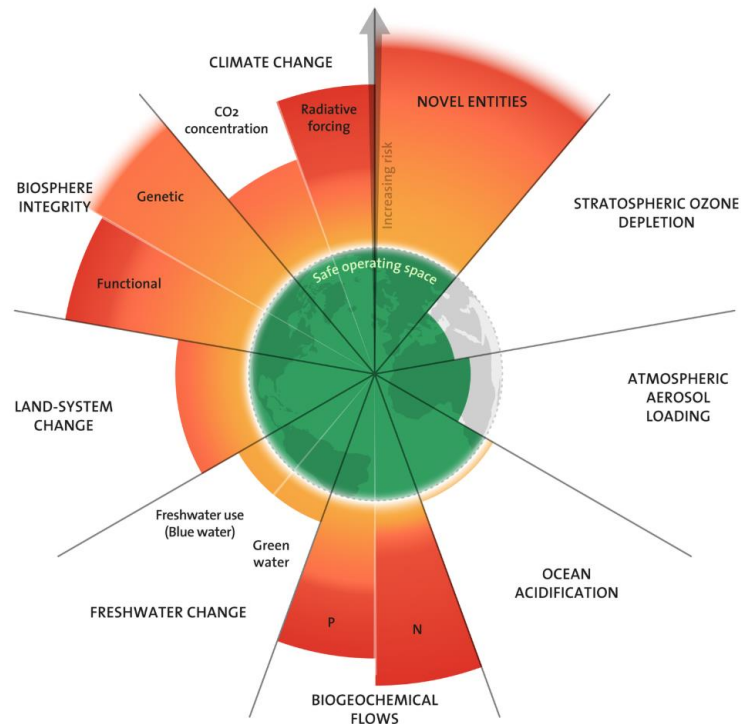 CLIMATE CHANGE
CO2
concentration
Radiative
forcing
NOVEL ENTITIES
Increasing risk
BIOSPHERE
INTEGRITY
Genetic
Functional
STRATOSPHERIC OZONE
DEPLETION
Safe operating space
LAND-SYSTEM
CHANGE
ATMOSPHERIC
AEROSOL
LOADING
Freshwater use
(Blue water)
Green
water
FRESHWATER CHANGE
OCEAN
ACIDIFICATION
P
N
BIOGEOCHEMICAL
FLOWS